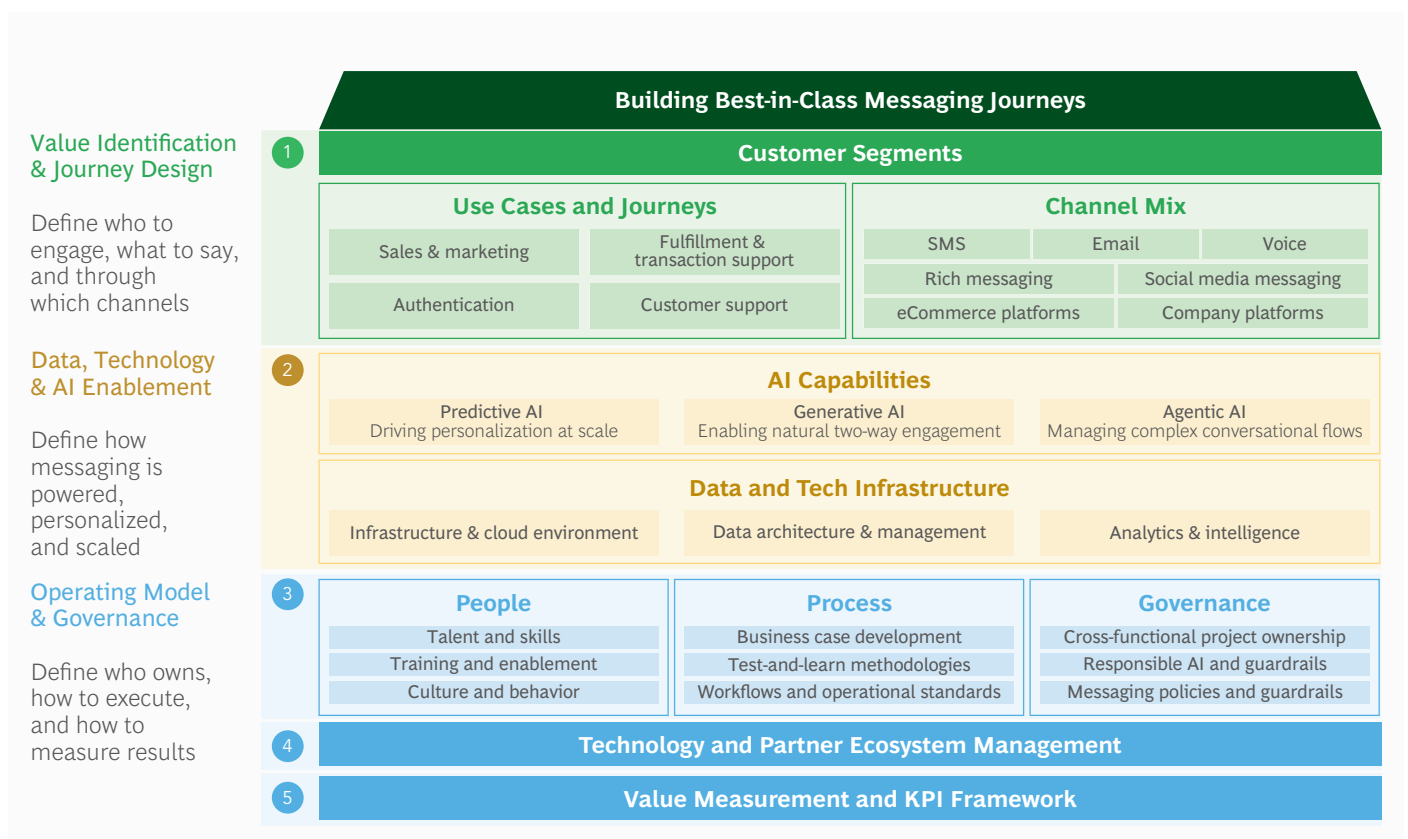 Building Best-in-Class Messaging Journeys
Value Identification
& Journey Design
Define who to
engage, what to say,
and through
which channels
1
Customer Segments
Use Cases and Journeys
Sales & marketing
Fulfillment &
transaction support
Authentication
Customer support
Channel Mix
SMS
Email
Voice
Rich messaging
Social media messaging
eCommerce platforms
Company platforms
Data, Technology
& AI Enablement
Define how
messaging is
powered,
personalized,
and scaled
2
AI Capabilities
Predictive AI
Driving personalization at scale
Generative AI
Enabling natural two-way engagement
Agentic AI
Managing complex conversational flows
Data and Tech Infrastructure
Infrastructure & cloud environment
Data architecture & management
Analytics & intelligence
Operating Model
& Governance
Define who owns,
how to execute,
and how to
measure results
3
People
Talent and skills
Training and enablement
Culture and behavior
Process
Business case development
Test-and-learn methodologies
Workflows and operational standards
Governance
Cross-functional project ownership
Responsible AI and guardrails
Messaging policies and guardrails
4
Technology and Partner Ecosystem Management
5
Value Measurement and KPI Framework